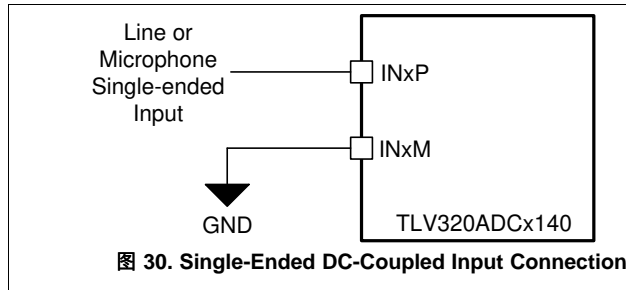 Line or
Microphone
Single-ended
Input
INxP
INxM
GND
TLV320ADCx140
图 30. Single-Ended DC-Coupled Input Connection